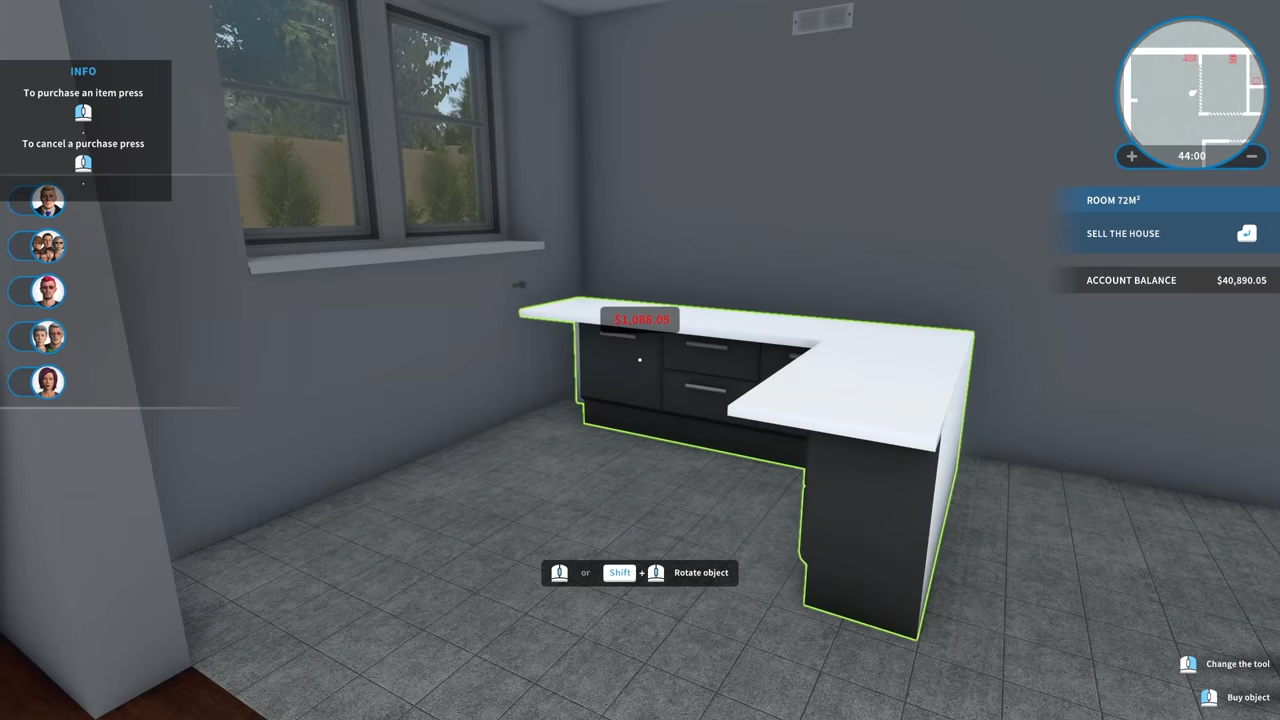 INFO
To purchase an item press
.
To cancel a purchase press
.
+ 44:00 −
ROOM 72M²
SELL THE HOUSE
ACCOUNT BALANCE $40,890.05
-$1,088.05
or Shift + Rotate object
Change the tool
Buy object